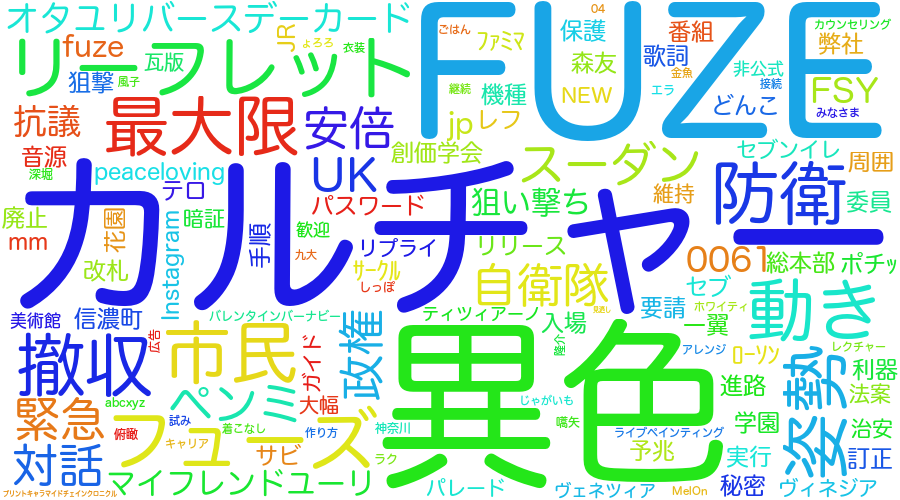 オタユリバースデーカード
FUZE
fuze
瓦版
JR
ょろろ
衣装
ごはん
04
ファミマ
保護
番組
カウンセリング
弊社
リーフレット
狙撃
風子
森友
歌詞
金魚
非公式
接続
継続
機種
NEW
エラ
どんこ
FSY
みなさま
抗議
最大限
安倍
jp
レフ
音源
深堀
peaceloving
UK
創価学会
スーダン
セブンイレ
周囲
テロ
パスワード
狙い撃ち
維持
防衛
委員
廃止
mm
花園
Instagram
暗証
手順
歓迎
九大
リプライ
リリース
0061
総本部
ポチッ
カルチャー
改札
サークル
しっぽ
自衛隊
見逃し
セブ
ホワイティ
動き
美術館
信濃町
バレンタインバーナビー
ティツィアーノ
入場
要請
一翼
広告
市民
ガイド
政権
隆介
アレンジ
ローソン
レクチャー
撤収
異色
姿勢
利器
abcxyz
ペンミ
大幅
じゃがいも
進路
法案
緊急
俯瞰
試み
着こなし
作り方
神奈川
嚆矢
ライブペインティング
学園
治安
フューズ
キャリア
サビ
ラク
予兆
実行
訂正
対話
マイフレンドユーリ
パレード
ヴェネツィア
MelOn
秘密
ヴィネジア
プリントキャラマイドチェインクロニクル